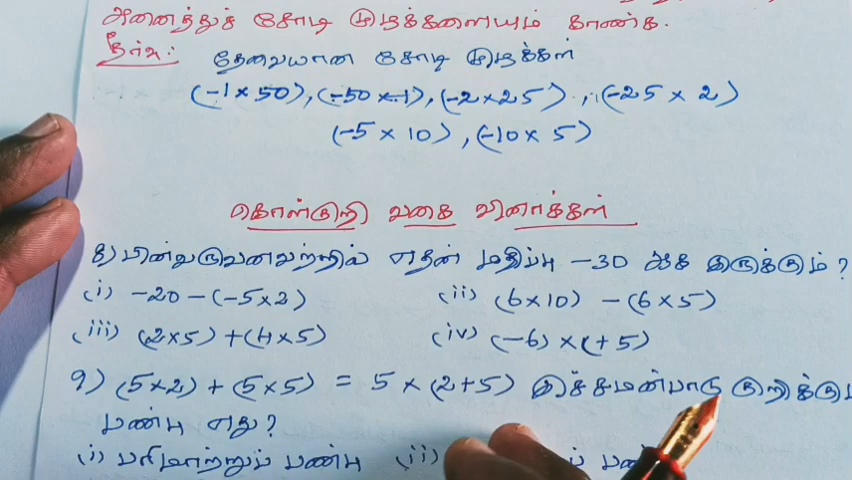 அனைத்துச் சோடி முழுக்களையும் காண்க.
தீர்வு: தேவையான சோடி முழுக்கள்
(-1 × 50), (-50 × 1), (-2 × 25), (-25 × 2)
(-5 × 10), (-10 × 5)
கொள்குறி வகை வினாக்கள்
8) பின்வருவனவற்றில் எதன் மதிப்பு -30 ஆக இருக்கும்?
(i) -20 - (-5×2) (ii) (6×10) - (6×5)
(iii) (2×5) + (4×5) (iv) (-6) × (+5)
9) (5×2) + (5×5) = 5 × (2+5) இச்சமன்பாடு
பண்பு எது?
(i) பரிமாற்றுப் பண்பு (ii)